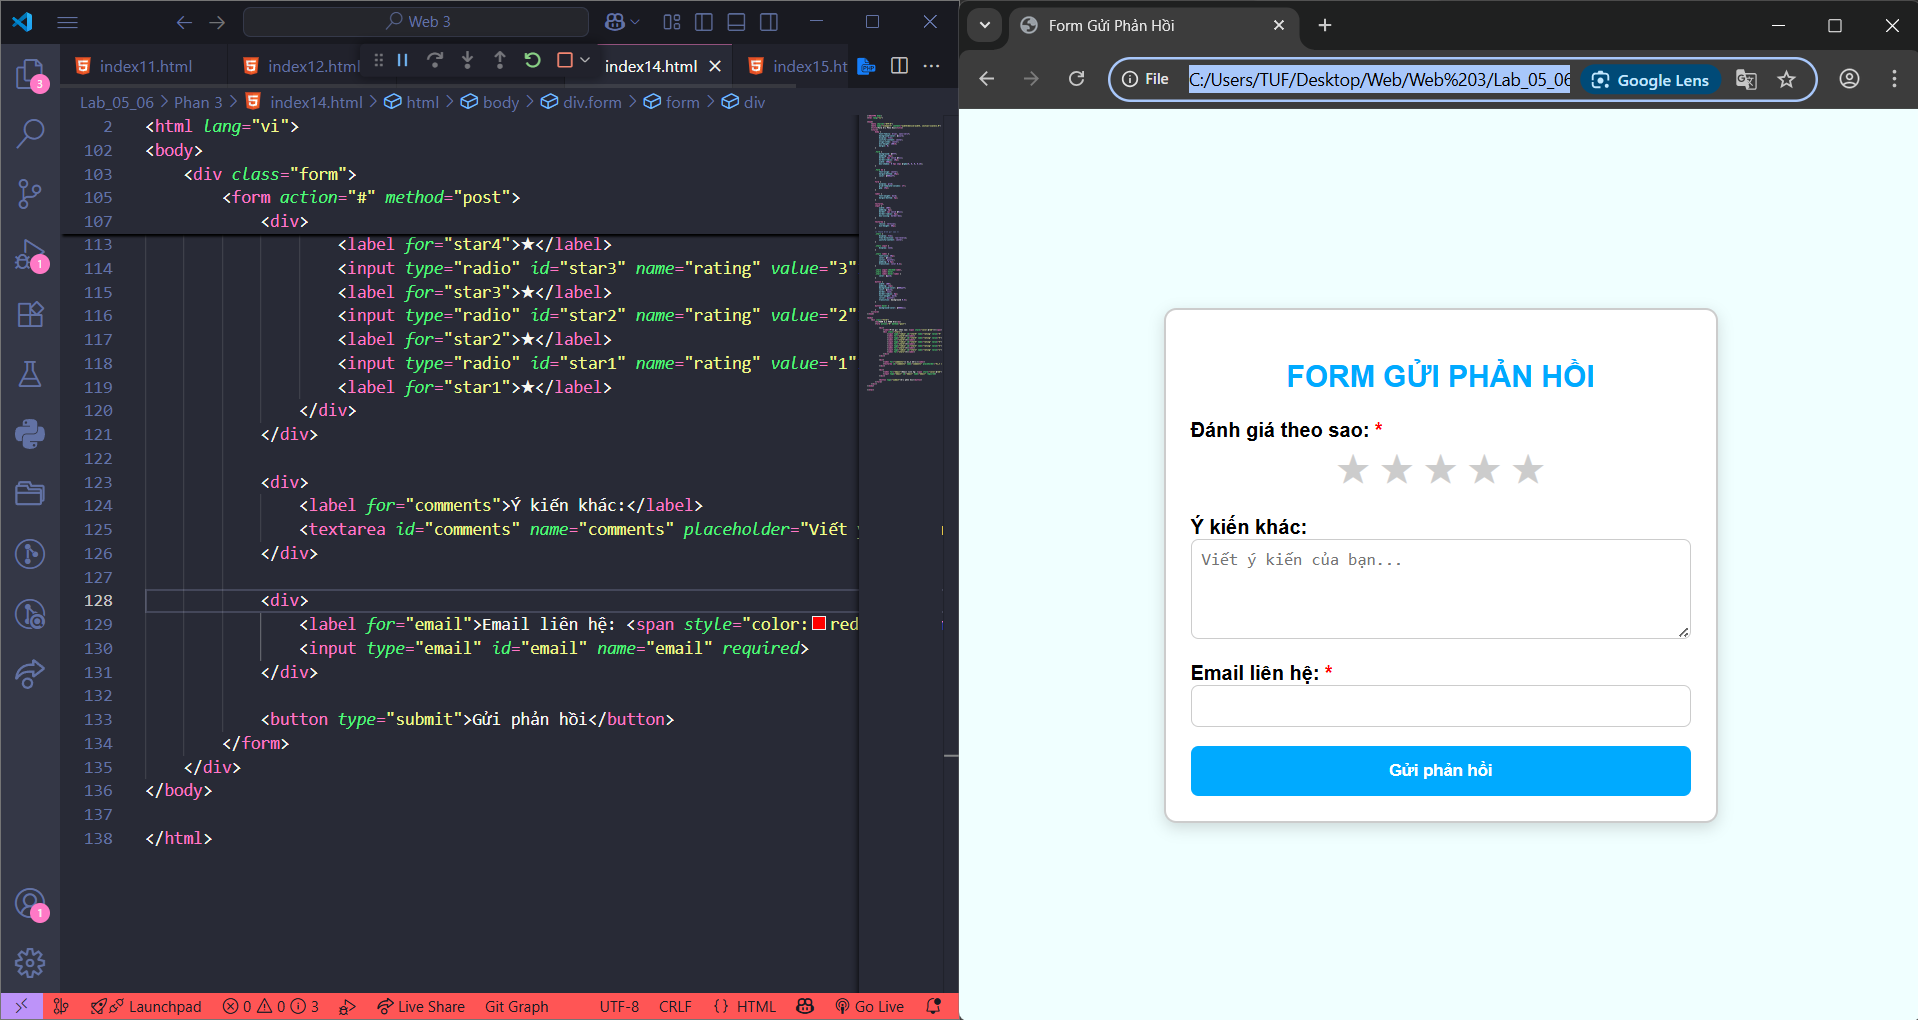 Web 3
index11.html
index12.html
index14.html
index15.ht
Lab_05_06 > Phan 3 > index14.html > html > body > div.form > form > div
2 <html lang="vi">
102 <body>
103 <div class="form">
105 <form action="#" method="post">
107 <div>
113 <label for="star4">★</label>
114 <input type="radio" id="star3" name="rating" value="3"
115 <label for="star3">★</label>
116 <input type="radio" id="star2" name="rating" value="2"
117 <label for="star2">★</label>
118 <input type="radio" id="star1" name="rating" value="1"
119 <label for="star1">★</label>
120 </div>
121 </div>
122
123 <div>
124 <label for="comments">Ý kiến khác:</label>
125 <textarea id="comments" name="comments" placeholder="Viết
126 </div>
127
128 <div>
129 <label for="email">Email liên hệ: <span style="color:red
130 <input type="email" id="email" name="email" required>
131 </div>
132
133 <button type="submit">Gửi phản hồi</button>
134 </form>
135 </div>
136 </body>
137
138 </html>
3
1
1
Launchpad
0 0 3
Live Share
Git Graph
UTF-8
CRLF
{ } HTML
Go Live
Form Gửi Phản Hồi
File
C:/Users/TUF/Desktop/Web/Web%203/Lab_05_06
Google Lens
FORM GỬI PHẢN HỒI
Đánh giá theo sao: *
★ ★ ★ ★ ★
Ý kiến khác:
Viết ý kiến của bạn...
Email liên hệ: *
Gửi phản hồi